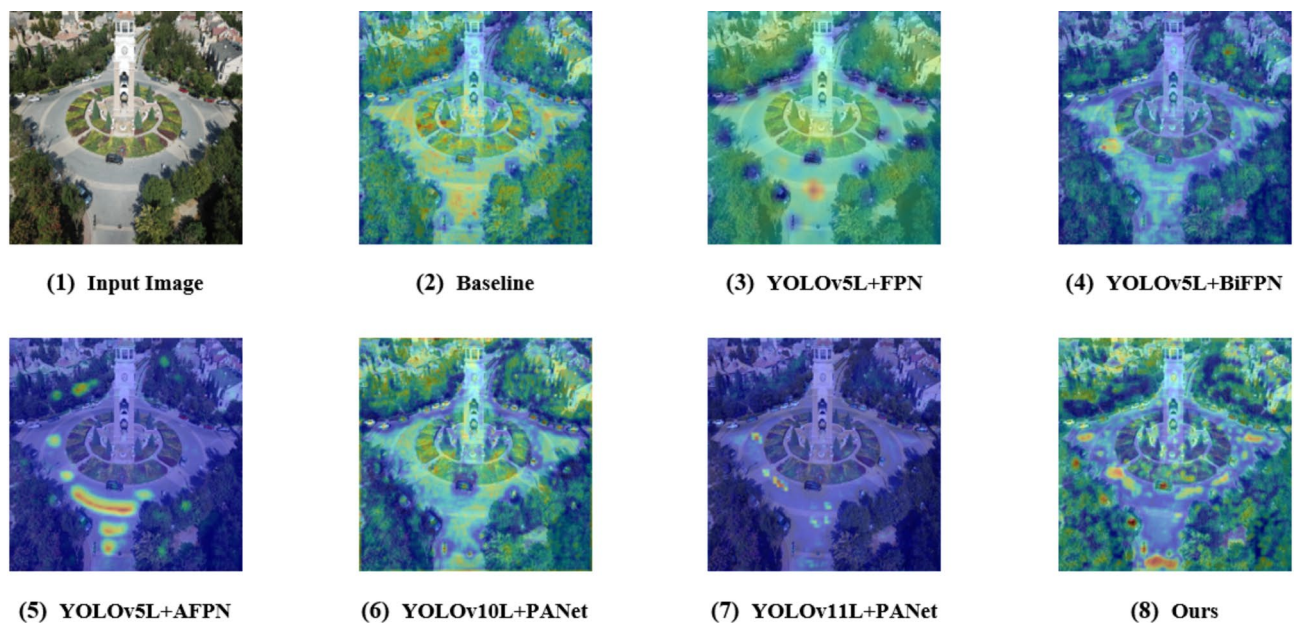 (1) Input Image
(2) Baseline
(3) YOLOv5L+FPN
(4) YOLOv5L+BiFPN
(5) YOLOv5L+AFPN
(6) YOLOv10L+PANet
(7) YOLOv11L+PANet
(8) Ours